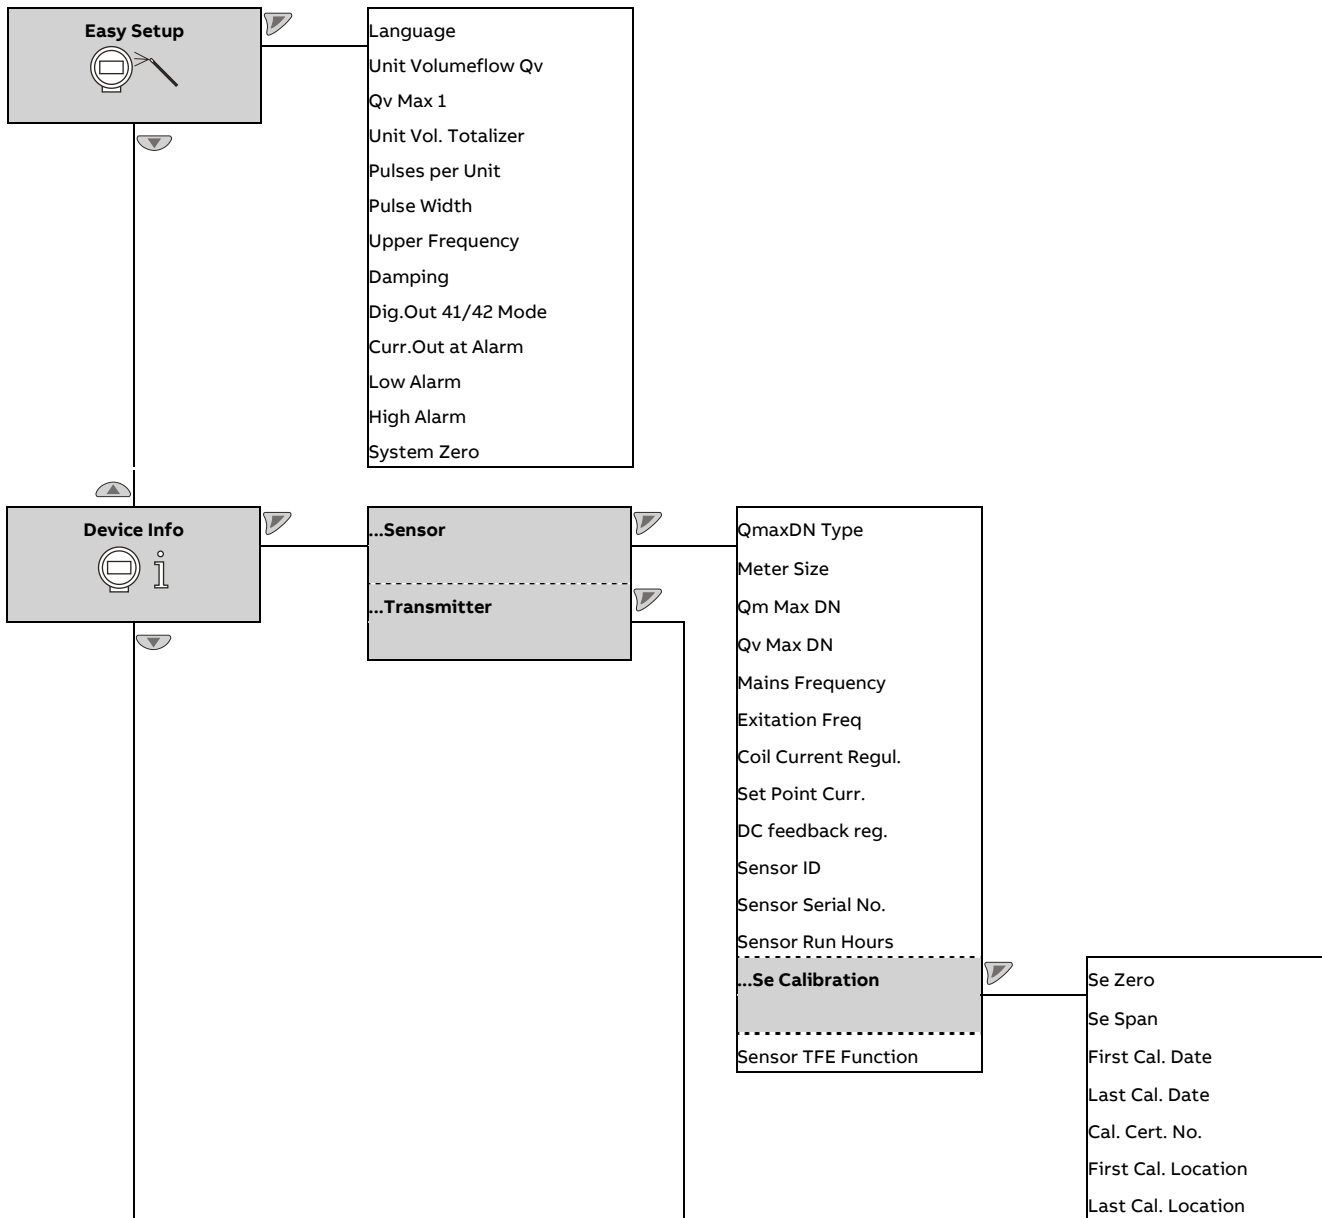 Easy Setup
Language
Unit Volumeflow Qv
Qv Max 1
Unit Vol. Totalizer
Pulses per Unit
Pulse Width
Upper Frequency
Damping
Dig.Out 41/42 Mode
Curr.Out at Alarm
Low Alarm
High Alarm
System Zero
Device Info
...Sensor
...Transmitter
QmaxDN Type
Meter Size
Qm Max DN
Qv Max DN
Mains Frequency
Exitation Freq
Coil Current Regul.
Set Point Curr.
DC feedback reg.
Sensor ID
Sensor Serial No.
Sensor Run Hours
...Se Calibration
Sensor TFE Function
Se Zero
Se Span
First Cal. Date
Last Cal. Date
Cal. Cert. No.
First Cal. Location
Last Cal. Location